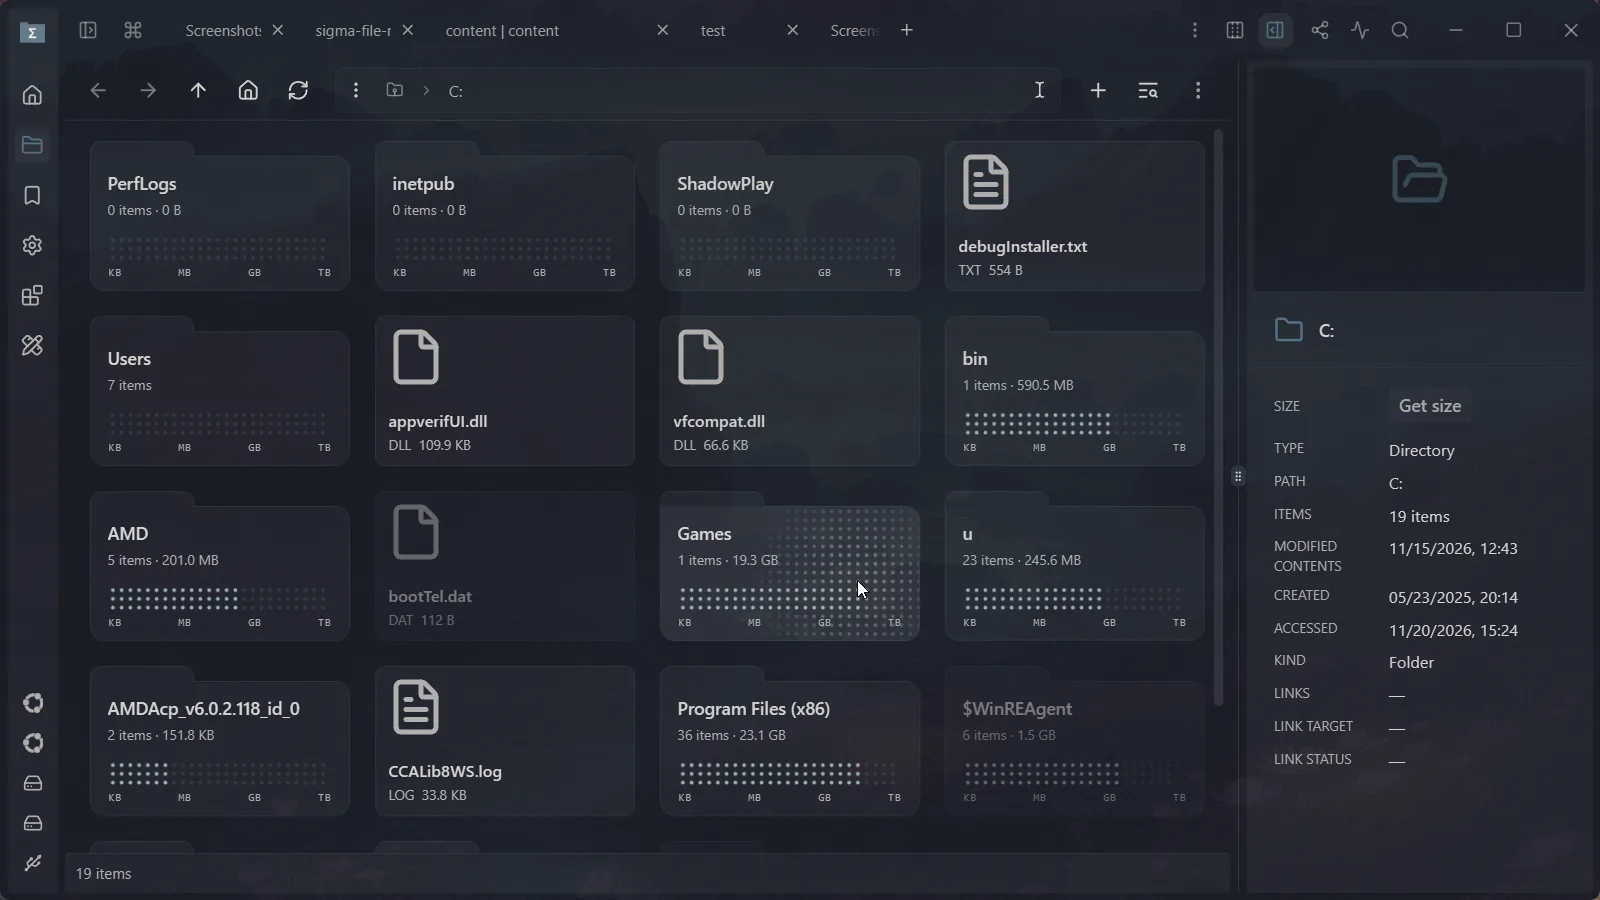 Screenshots
sigma-file-r
content | content
test
Screens
C:
PerfLogs
0 items · 0 B
KB MB GB TB
inetpub
0 items · 0 B
KB MB GB TB
ShadowPlay
0 items · 0 B
KB MB GB TB
debugInstaller.txt
TXT 554 B
Users
7 items
KB MB GB TB
appverifUI.dll
DLL 109.9 KB
vfcompat.dll
DLL 66.6 KB
bin
1 items · 590.5 MB
KB MB GB TB
AMD
5 items · 201.0 MB
KB MB GB TB
bootTel.dat
DAT 112 B
Games
1 items · 19.3 GB
KB MB GB TB
u
23 items · 245.6 MB
KB MB GB TB
AMDAcp_v6.0.2.118_id_0
2 items · 151.8 KB
KB MB GB TB
CCALib8WS.log
LOG 33.8 KB
Program Files (x86)
36 items · 23.1 GB
KB MB GB TB
$WinREAgent
6 items · 1.5 GB
KB MB GB TB
19 items
C:
SIZE Get size
TYPE Directory
PATH C:
ITEMS 19 items
MODIFIED CONTENTS 11/15/2026, 12:43
CREATED 05/23/2025, 20:14
ACCESSED 11/20/2026, 15:24
KIND Folder
LINKS —
LINK TARGET —
LINK STATUS —